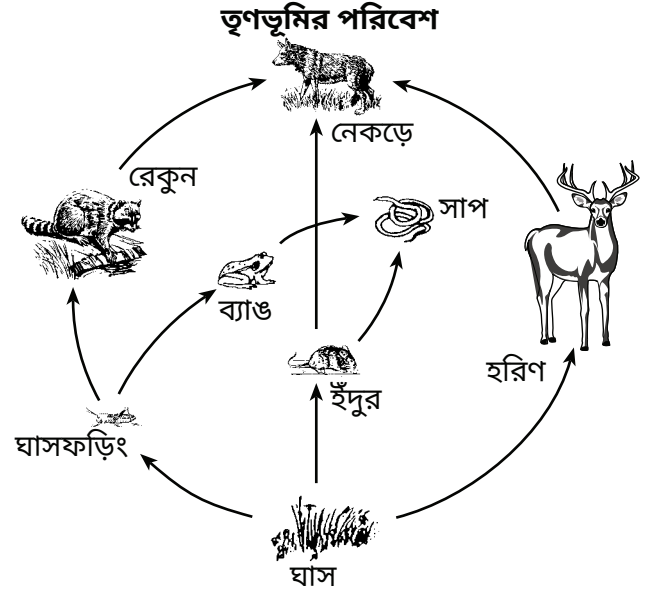 তৃণভূমির পরিবেশ
নেকড়ে
রেকুন
সাপ
ব্যাঙ
হরিণ
ইঁদুর
ঘাসফড়িং
ঘাস